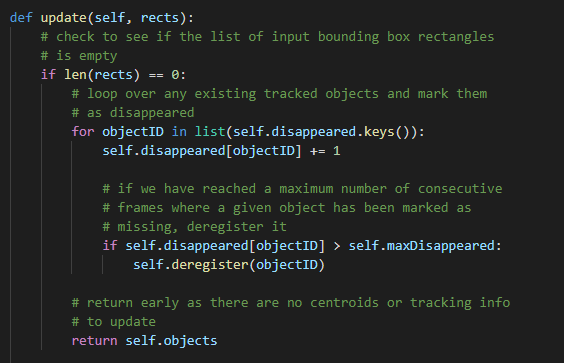 def update(self, rects):
    # check to see if the list of input bounding box rectangles
    # is empty
    if len(rects) == 0:
        # loop over any existing tracked objects and mark them
        # as disappeared
        for objectID in list(self.disappeared.keys()):
            self.disappeared[objectID] += 1

            # if we have reached a maximum number of consecutive
            # frames where a given object has been marked as
            # missing, deregister it
            if self.disappeared[objectID] > self.maxDisappeared:
                self.deregister(objectID)

        # return early as there are no centroids or tracking info
        # to update
        return self.objects